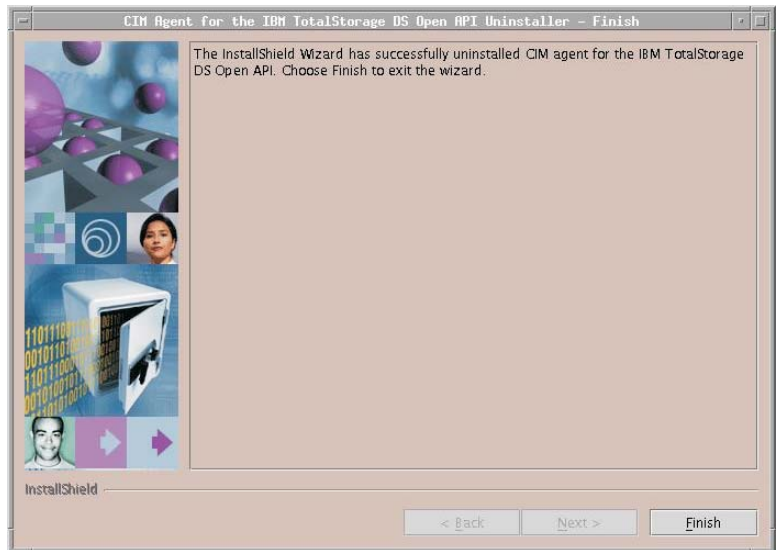 CIM Agent for the IBM TotalStorage DS Open API Uninstaller - Finish
The InstallShield Wizard has successfully uninstalled CIM agent for the IBM TotalStorage
DS Open API. Choose Finish to exit the wizard.
InstallShield
< Back
Next >
Finish